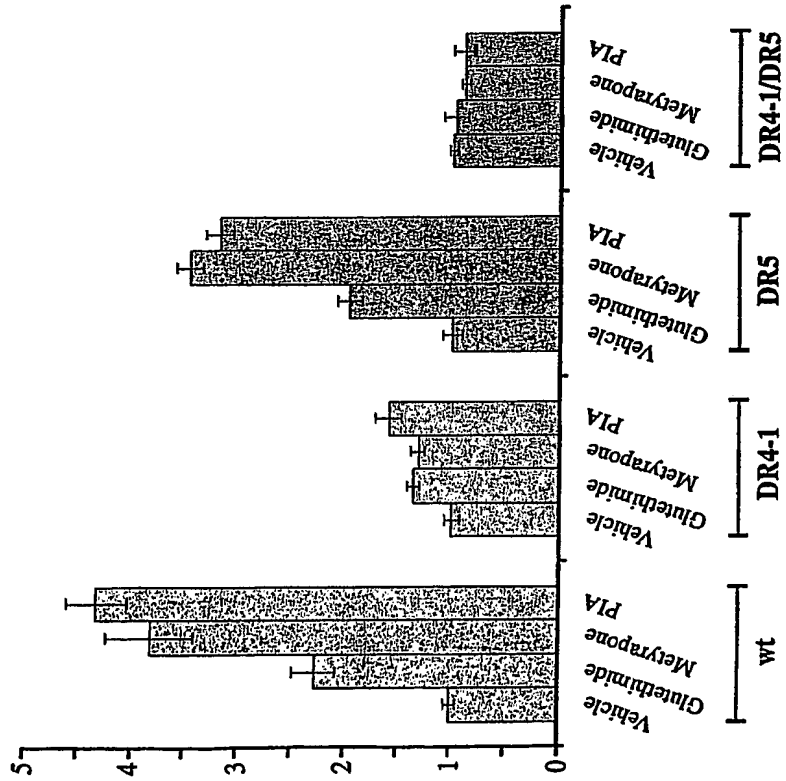 5
4
3
2
1
0
Vehicle
Glutethimide
Metyrapone
PIA
wt
Vehicle
Glutethimide
Metyrapone
PIA
DR4-1
Vehicle
Glutethimide
Metyrapone
PIA
DR5
Vehicle
Glutethimide
Metyrapone
PIA
DR4-1/DR5